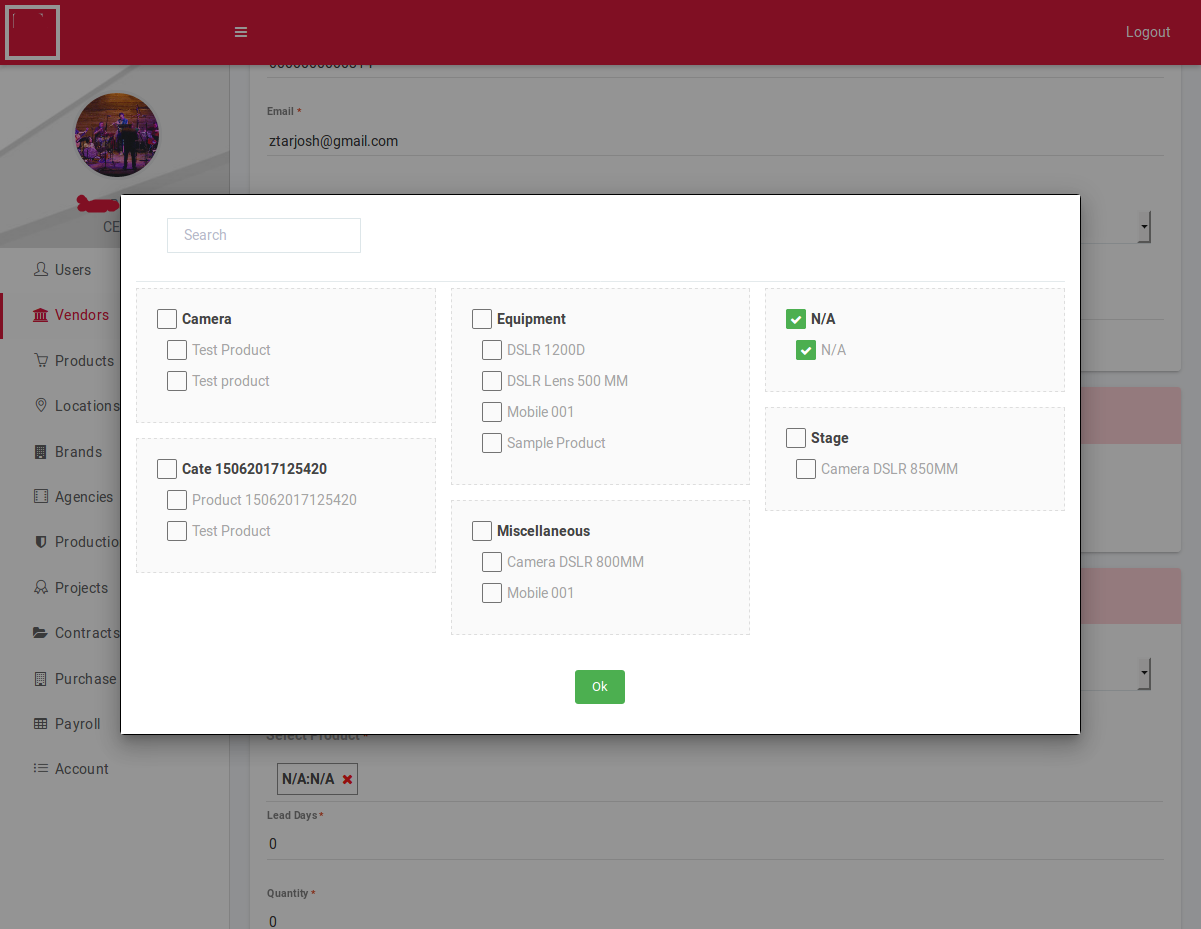 Logout
Email *
ztarjosh@gmail.com
CE
Users
Vendors
Products
Locations
Brands
Agencies
Productio
Projects
Contracts
Purchase
Payroll
Account
Search
Camera
Test Product
Test product
Cate 15062017125420
Product 15062017125420
Test Product
Equipment
DSLR 1200D
DSLR Lens 500 MM
Mobile 001
Sample Product
Miscellaneous
Camera DSLR 800MM
Mobile 001
N/A
N/A
Stage
Camera DSLR 850MM
Ok
Select Product *
N/A:N/A
Lead Days *
0
Quantity *
0